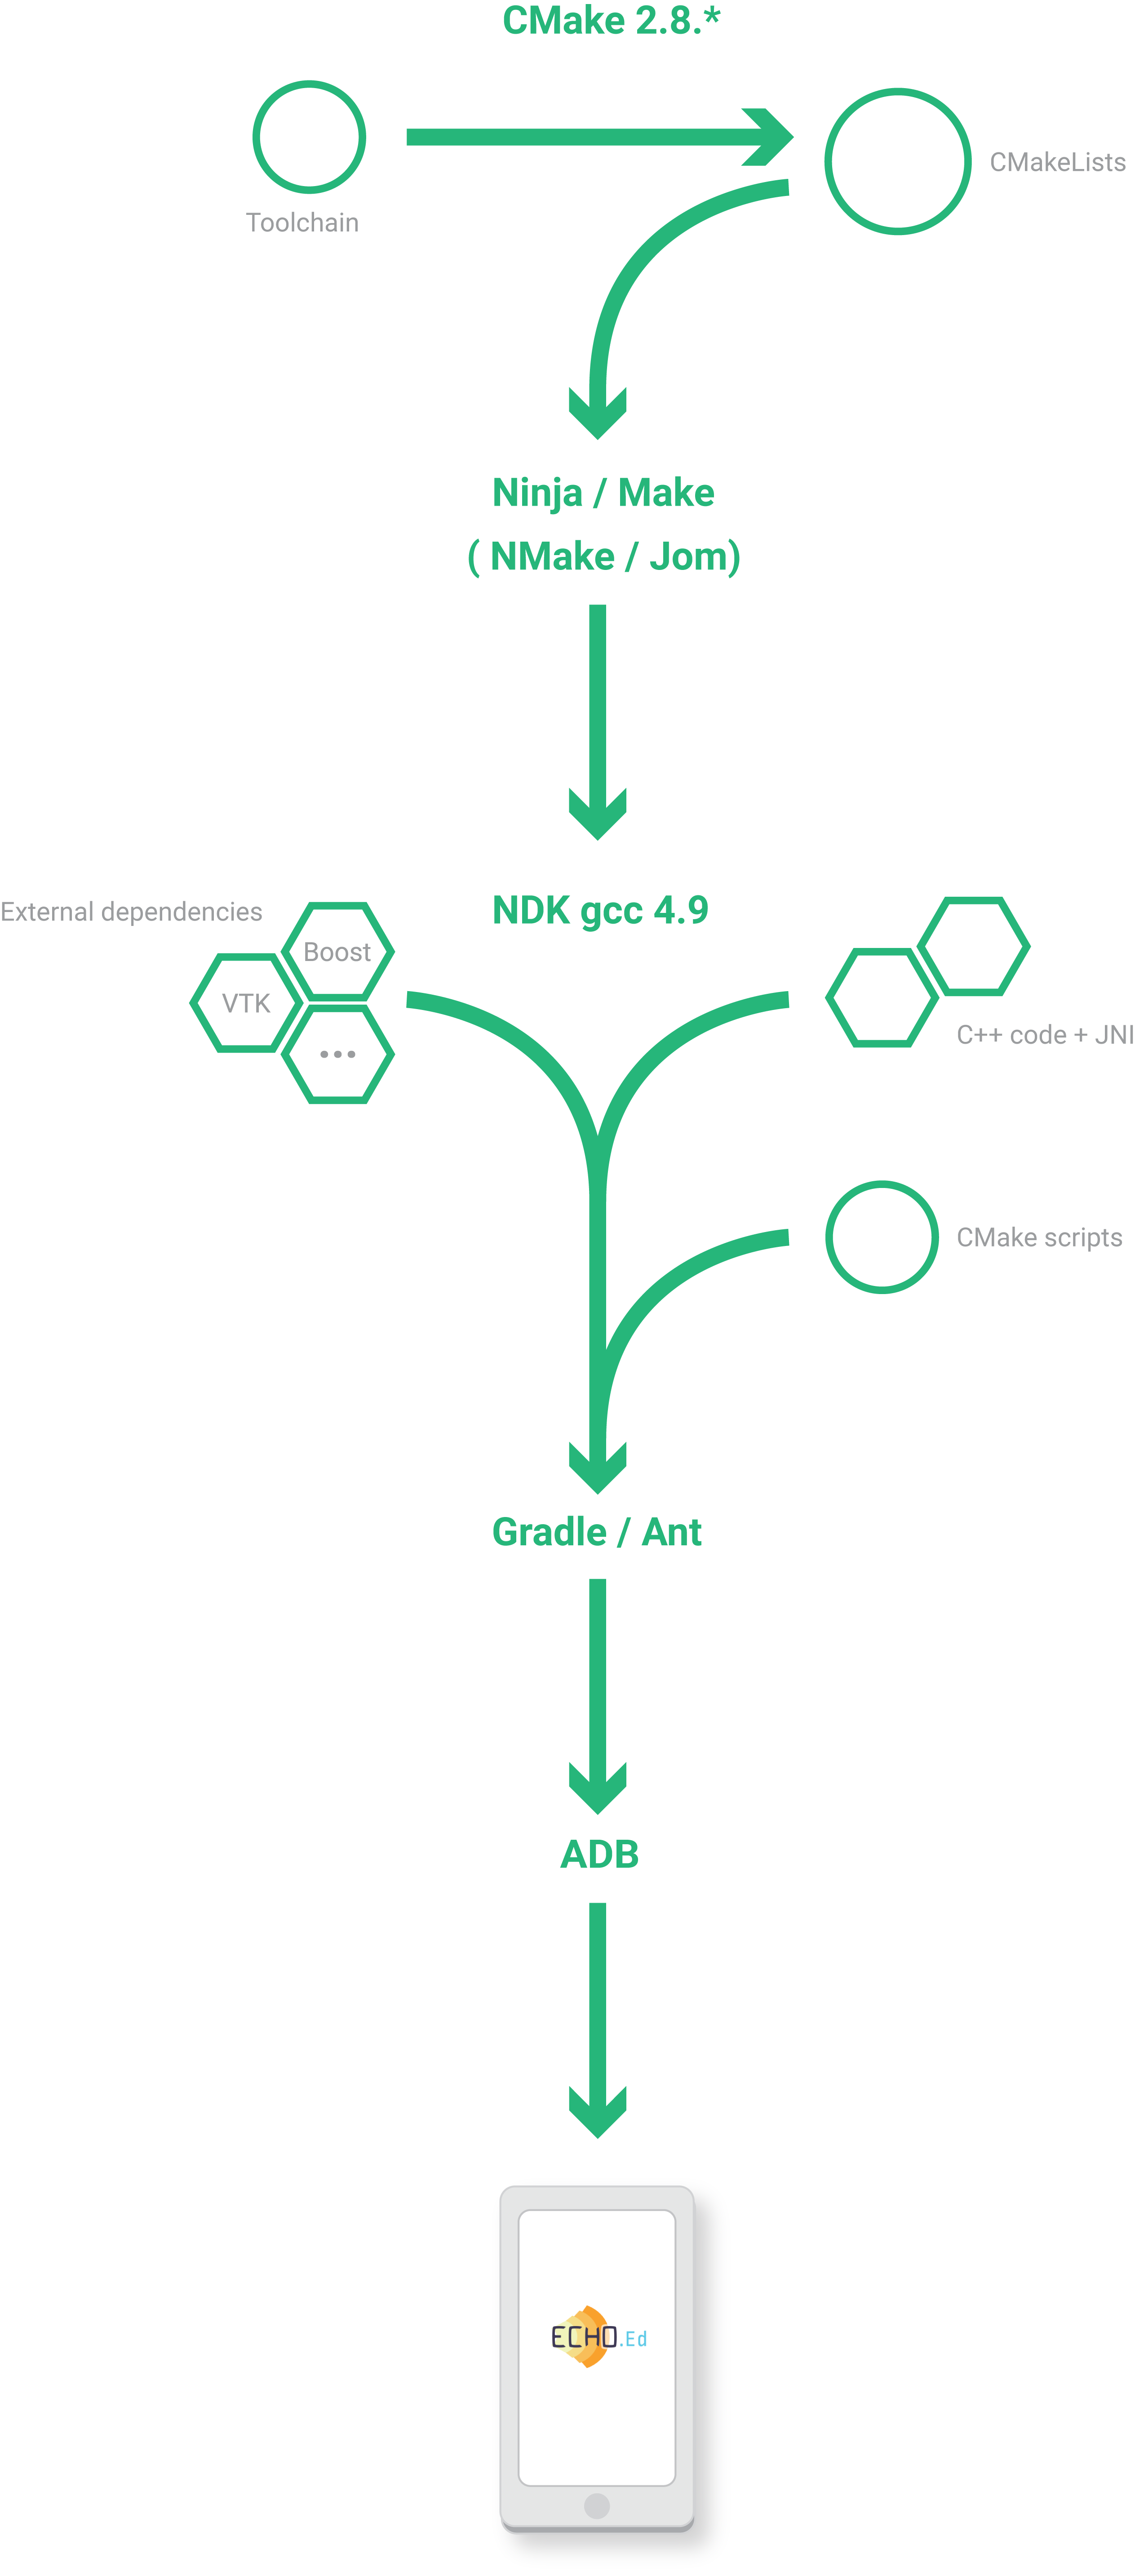 CMake 2.8.*
Toolchain
CMakeLists
Ninja / Make
( NMake / Jom)
External dependencies
NDK gcc 4.9
Boost
VTK
...
C++ code + JNI
CMake scripts
Gradle / Ant
ADB
ECHO.Ed